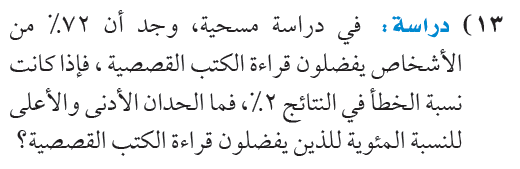 ١٣) دراسة: في دراسة مسحية، وجد أن ٧٢٪ من
الأشخاص يفضلون قراءة الكتب القصصية، فإذا كانت
نسبة الخطأ في النتائج ٢٪، فما الحدان الأدنى والأعلى
للنسبة المئوية للذين يفضلون قراءة الكتب القصصية؟